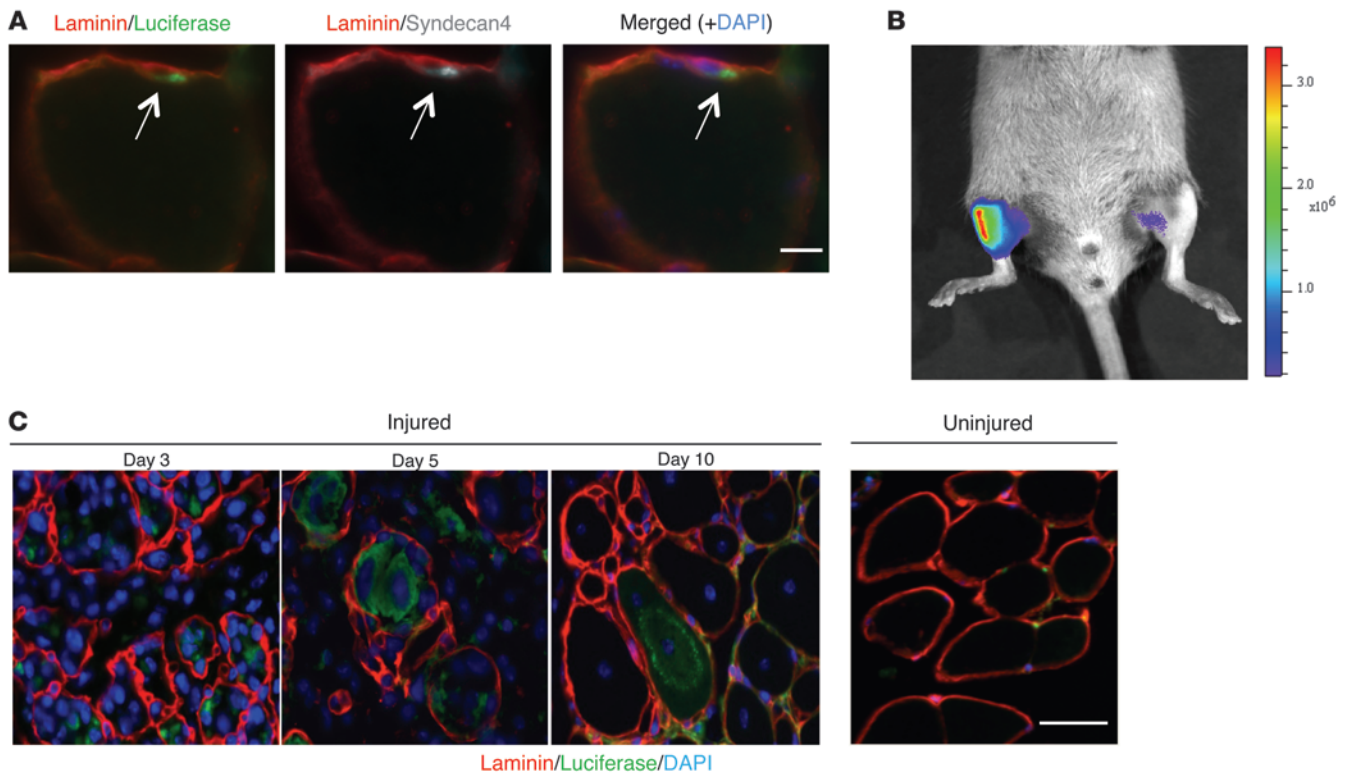 A
Laminin/Luciferase
Laminin/Syndecan4
Merged (+DAPI)
B
3.0
2.0
x10⁶
1.0
C
Injured
Uninjured
Day 3
Day 5
Day 10
Laminin/Luciferase/DAPI